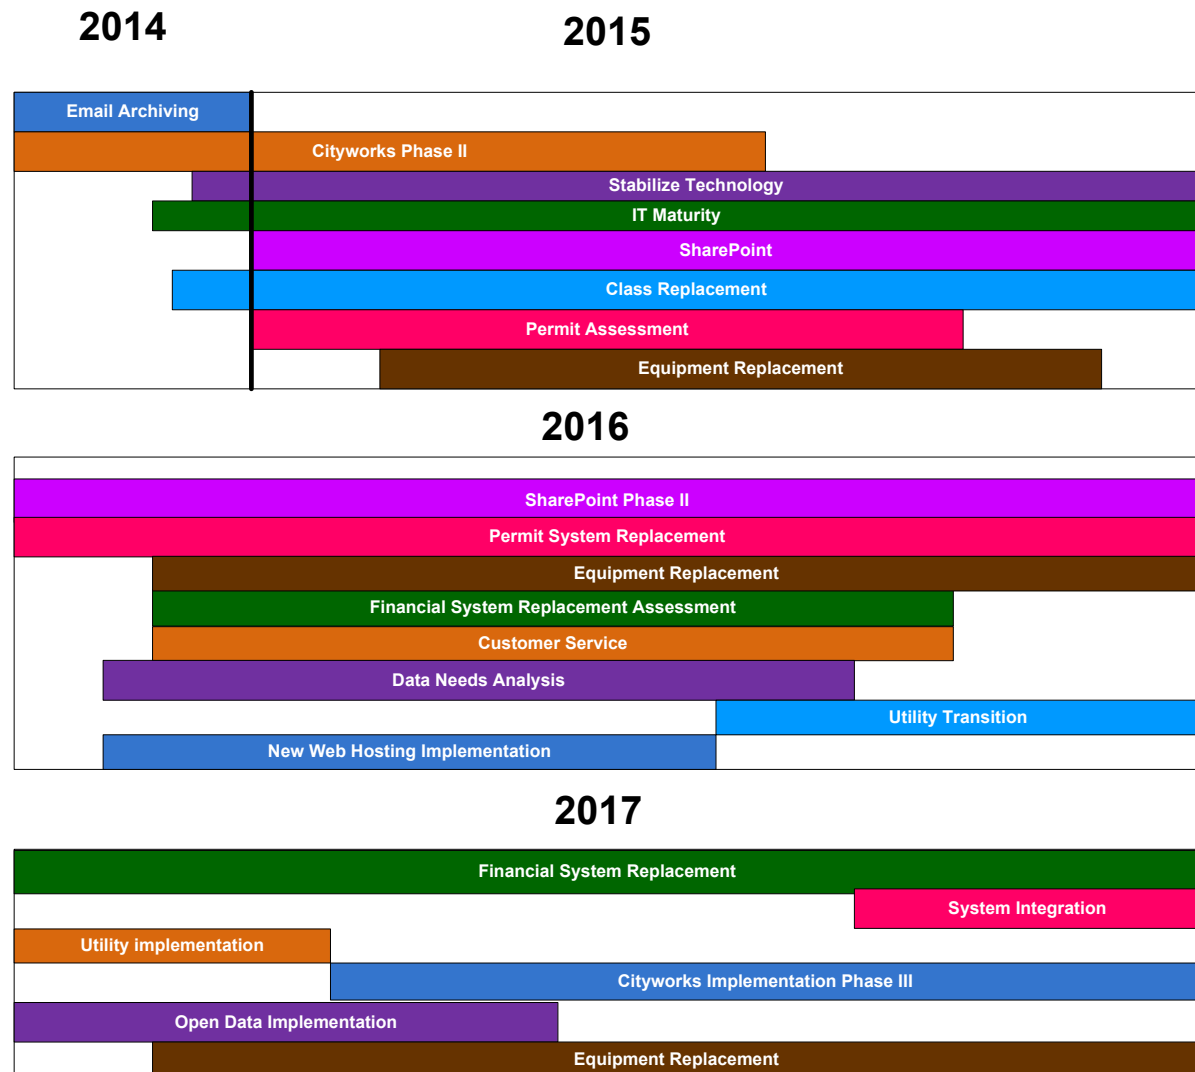 2014
2015
Email Archiving
Cityworks Phase II
Stabilize Technology
IT Maturity
SharePoint
Class Replacement
Permit Assessment
Equipment Replacement
2016
SharePoint Phase II
Permit System Replacement
Equipment Replacement
Financial System Replacement Assessment
Customer Service
Data Needs Analysis
Utility Transition
New Web Hosting Implementation
2017
Financial System Replacement
System Integration
Utility implementation
Cityworks Implementation Phase III
Open Data Implementation
Equipment Replacement